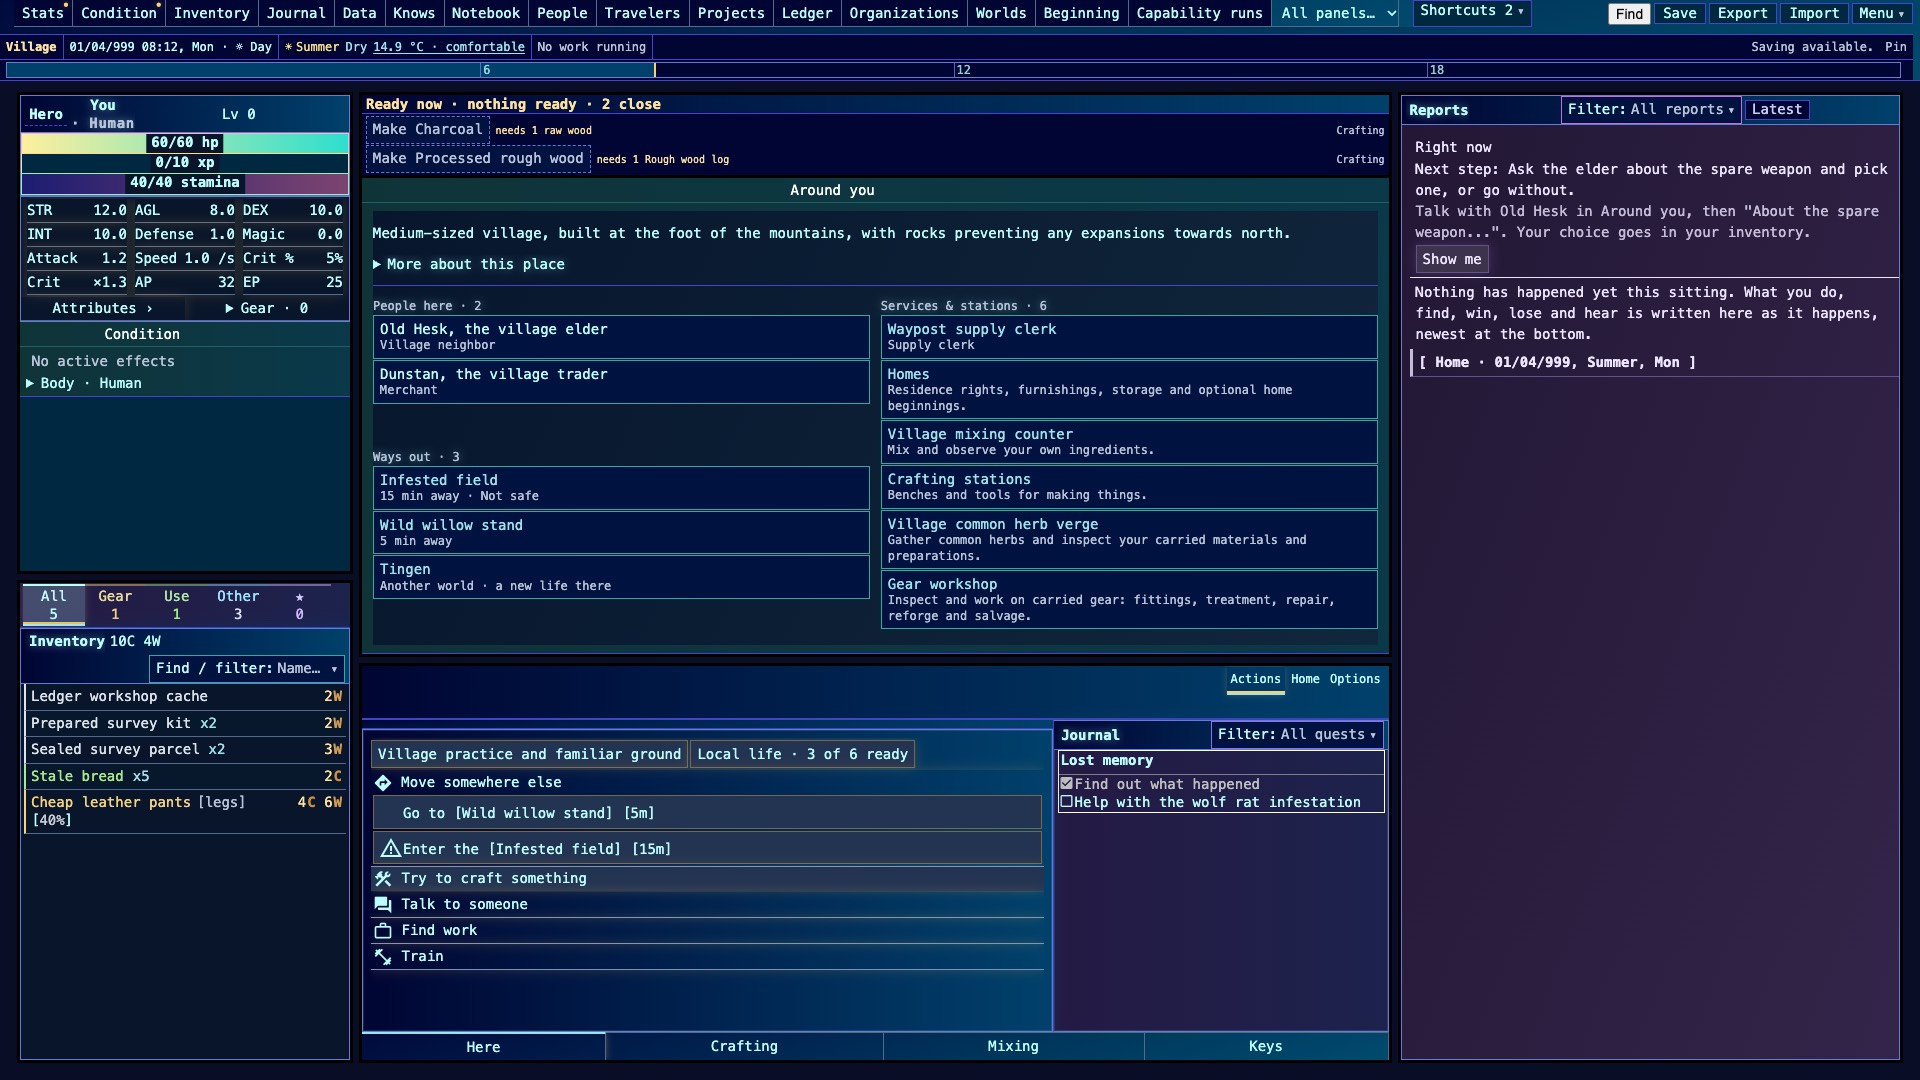 Stats Condition Inventory Journal Data Knows Notebook People Travelers Projects Ledger Organizations Worlds Beginning Capability runs All panels… Shortcuts 2 Find Save Export Import Menu
Village 01/04/999 08:12, Mon · ☀ Day ☀ Summer Dry 14.9 °C · comfortable No work running Saving available. Pin
6 12 18
Hero · You Human Lv 0
60/60 hp
0/10 xp
40/40 stamina
STR 12.0 AGL 8.0 DEX 10.0
INT 10.0 Defense 1.0 Magic 0.0
Attack 1.2 Speed 1.0 /s Crit % 5%
Crit ×1.3 AP 32 EP 25
Attributes › ▶ Gear · 0
Condition
No active effects
▶ Body · Human
All 5 Gear 1 Use 1 Other 3 ★ 0
Inventory 10C 4W
Find / filter: Name… ▾
Ledger workshop cache 2W
Prepared survey kit x2 2W
Sealed survey parcel x2 3W
Stale bread x5 2C
Cheap leather pants [legs] 4C 6W
[40%]
Ready now · nothing ready · 2 close
Make Charcoal needs 1 raw wood Crafting
Make Processed rough wood needs 1 Rough wood log Crafting
Around you
Medium-sized village, built at the foot of the mountains, with rocks preventing any expansions towards north.
▶ More about this place
People here · 2
Old Hesk, the village elder
Village neighbor
Dunstan, the village trader
Merchant
Ways out · 3
Infested field
15 min away · Not safe
Wild willow stand
5 min away
Tingen
Another world · a new life there
Services & stations · 6
Waypost supply clerk
Supply clerk
Homes
Residence rights, furnishings, storage and optional home
beginnings.
Village mixing counter
Mix and observe your own ingredients.
Crafting stations
Benches and tools for making things.
Village common herb verge
Gather common herbs and inspect your carried materials and
preparations.
Gear workshop
Inspect and work on carried gear: fittings, treatment, repair,
reforge and salvage.
Actions Home Options
Village practice and familiar ground Local life · 3 of 6 ready
Move somewhere else
Go to [Wild willow stand] [5m]
Enter the [Infested field] [15m]
Try to craft something
Talk to someone
Find work
Train
Journal Filter: All quests ▾
Lost memory
Find out what happened
Help with the wolf rat infestation
Here Crafting Mixing Keys
Reports Filter: All reports ▾ Latest
Right now
Next step: Ask the elder about the spare weapon and pick
one, or go without.
Talk with Old Hesk in Around you, then "About the spare
weapon...". Your choice goes in your inventory.
Show me
Nothing has happened yet this sitting. What you do,
find, win, lose and hear is written here as it happens,
newest at the bottom.
[ Home · 01/04/999, Summer, Mon ]